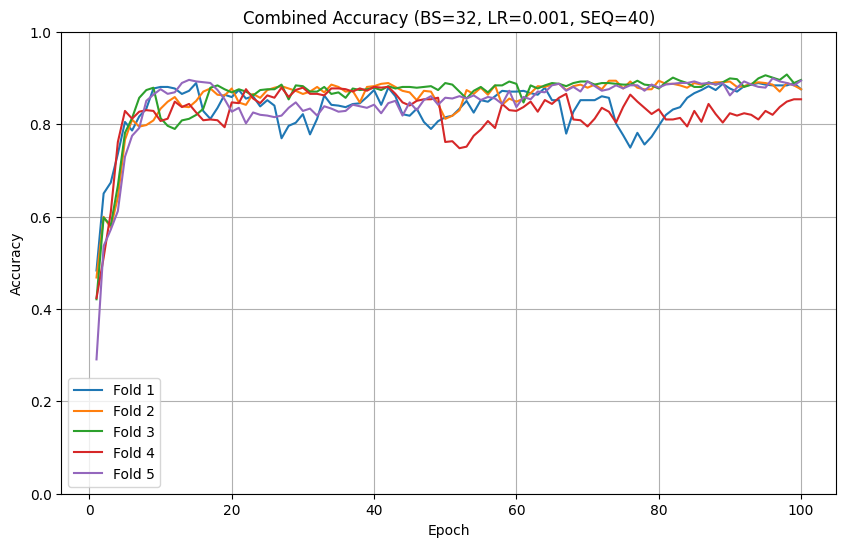 Combined Accuracy (BS=32, LR=0.001, SEQ=40)
1.0
0.8
0.6
0.4
0.2
0.0
Accuracy
Fold 1
Fold 2
Fold 3
Fold 4
Fold 5
0 20 40 60 80 100
Epoch